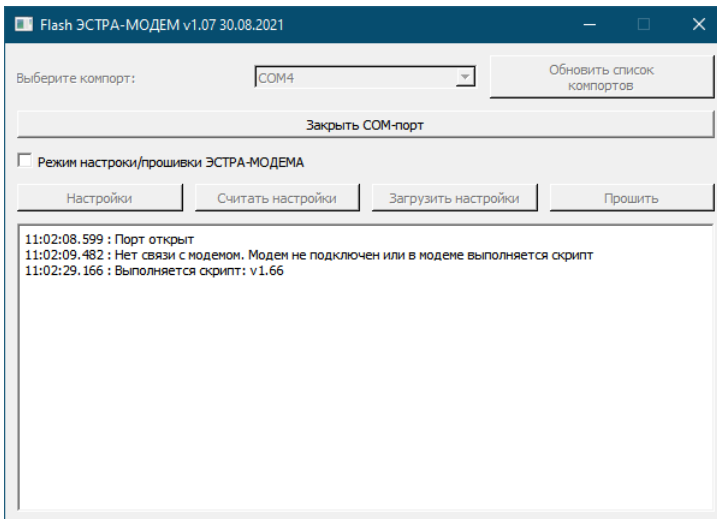 Flash ЭСТРА-МОДЕМ v1.07 30.08.2021
Выберите компорт:
COM4
Обновить список
компортов
Закрыть COM-порт
Режим настроки/прошивки ЭСТРА-МОДЕМА
Настройки
Считать настройки
Загрузить настройки
Прошить
11:02:08.599 : Порт открыт
11:02:09.482 : Нет связи с модемом. Модем не подключен или в модеме выполняется скрипт
11:02:29.166 : Выполняется скрипт: v1.66